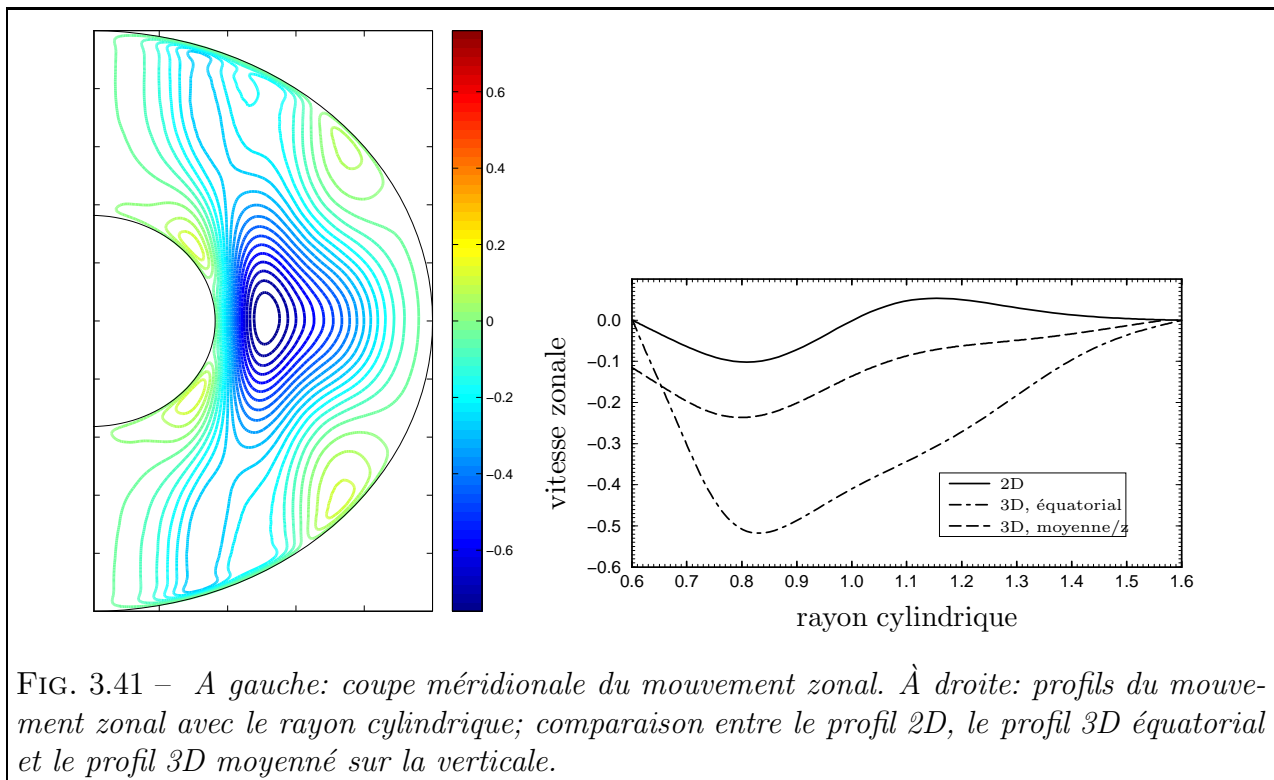 0.6
0.4
0.2
0
−0.2
−0.4
−0.6
vitesse zonale
0.0
−0.1
−0.2
−0.3
−0.4
−0.5
−0.6
2D
3D, équatorial
3D, moyenne/z
0.6 0.7 0.8 0.9 1.0 1.1 1.2 1.3 1.4 1.5 1.6
rayon cylindrique
FIG. 3.41 – A gauche: coupe méridionale du mouvement zonal. À droite: profils du mouve-
ment zonal avec le rayon cylindrique; comparaison entre le profil 2D, le profil 3D équatorial
et le profil 3D moyenné sur la verticale.